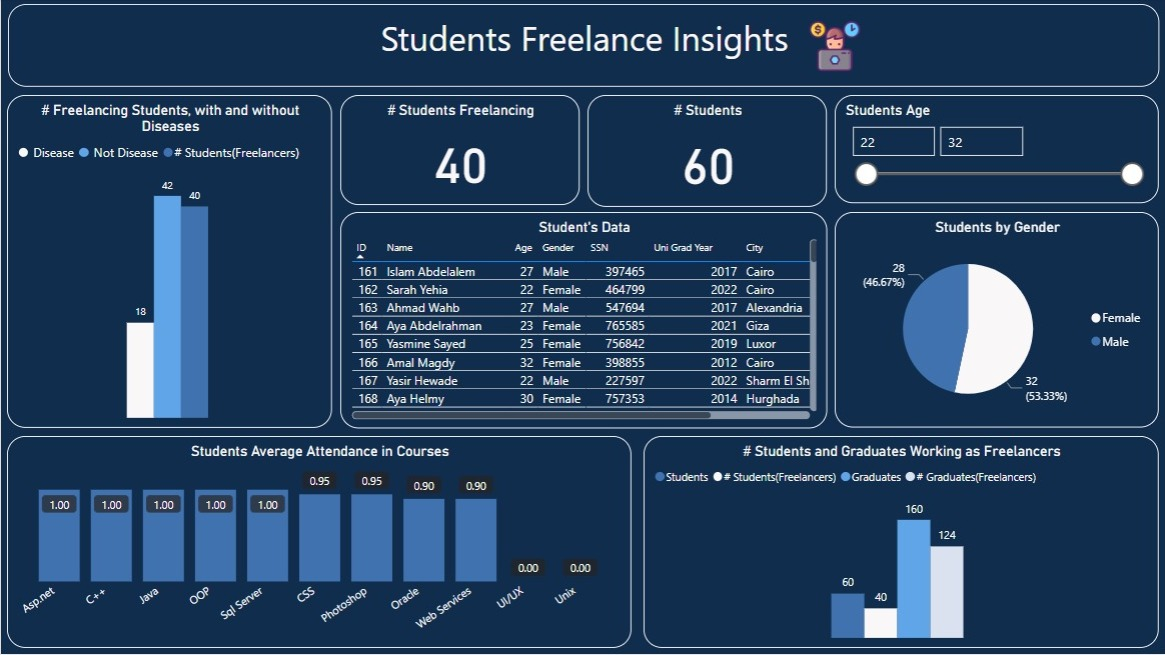 Students Freelance Insights
# Freelancing Students, with and without
Diseases
Disease Not Disease # Students(Freelancers)
18
42
40
# Students Freelancing
40
# Students
60
Students Age
22 32
Student's Data
ID Name Age Gender SSN Uni Grad Year City
161 Islam Abdelalem 27 Male 397465 2017 Cairo
162 Sarah Yehia 22 Female 464799 2022 Cairo
163 Ahmad Wahb 27 Male 547694 2017 Alexandria
164 Aya Abdelrahman 23 Female 765585 2021 Giza
165 Yasmine Sayed 25 Female 756842 2019 Luxor
166 Amal Magdy 32 Female 398855 2012 Cairo
167 Yasir Hewade 22 Male 227597 2022 Sharm El Sh
168 Aya Helmy 30 Female 757353 2014 Hurghada
Students by Gender
28
(46.67%)
Female
Male
32
(53.33%)
Students Average Attendance in Courses
1.00 1.00 1.00 1.00 1.00 0.95 0.95 0.90 0.90 0.00 0.00
Asp.net C++ Java OOP Sql Server CSS Photoshop Oracle Web Services UI/UX Unix
# Students and Graduates Working as Freelancers
Students # Students(Freelancers) Graduates # Graduates(Freelancers)
60
40
160
124